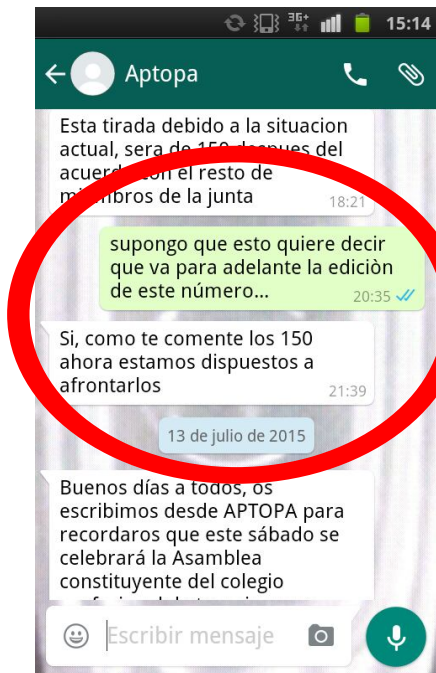 3G+ 15:14
Aptopa
Esta tirada debido a la situacion
actual, sera de 150 despues del
acuerdo con el resto de
miembros de la junta
18:21
supongo que esto quiere decir
que va para adelante la ediciòn
de este número...
20:35
Si, como te comente los 150
ahora estamos dispuestos a
afrontarlos
21:39
13 de julio de 2015
Buenos días a todos, os
escribimos desde APTOPA para
recordaros que este sábado se
celebrará la Asamblea
constituyente del colegio
Escribir mensaje